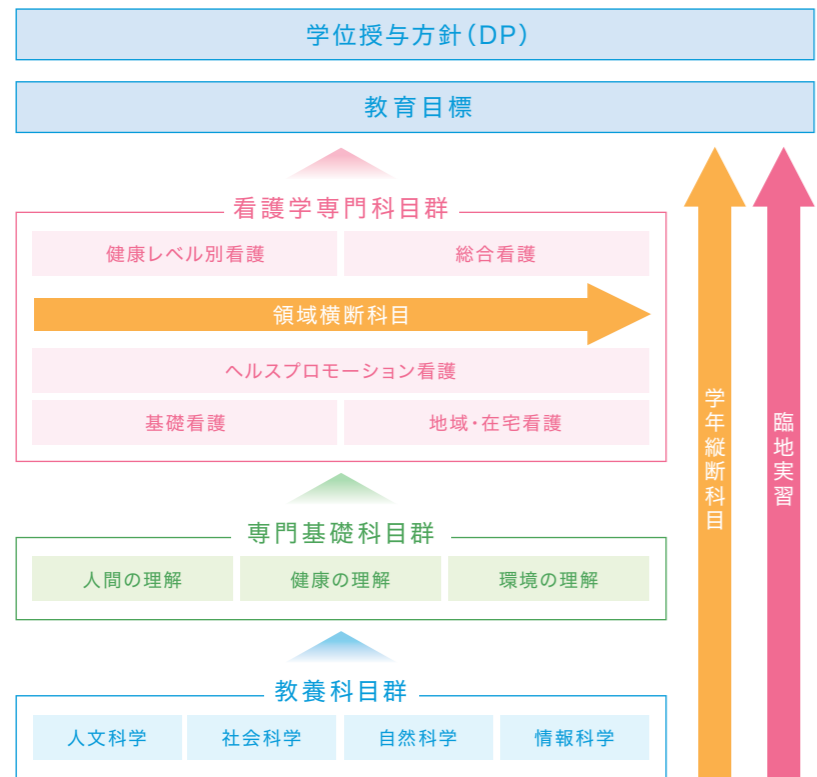 学位授与方針(DP)
教育目標
看護学専門科目群
健康レベル別看護
総合看護
領域横断科目
ヘルスプロモーション看護
基礎看護
地域・在宅看護
専門基礎科目群
人間の理解
健康の理解
環境の理解
教養科目群
人文科学
社会科学
自然科学
情報科学
学年縦断科目
臨地実習